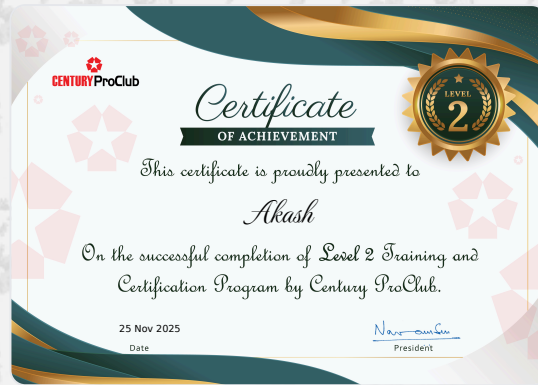 CENTURY ProClub
Certificate
OF ACHIEVEMENT
LEVEL
2
This certificate is proudly presented to
Akash
On the successful completion of Level 2 Training and
Certification Program by Century ProClub.
25 Nov 2025
Date
President